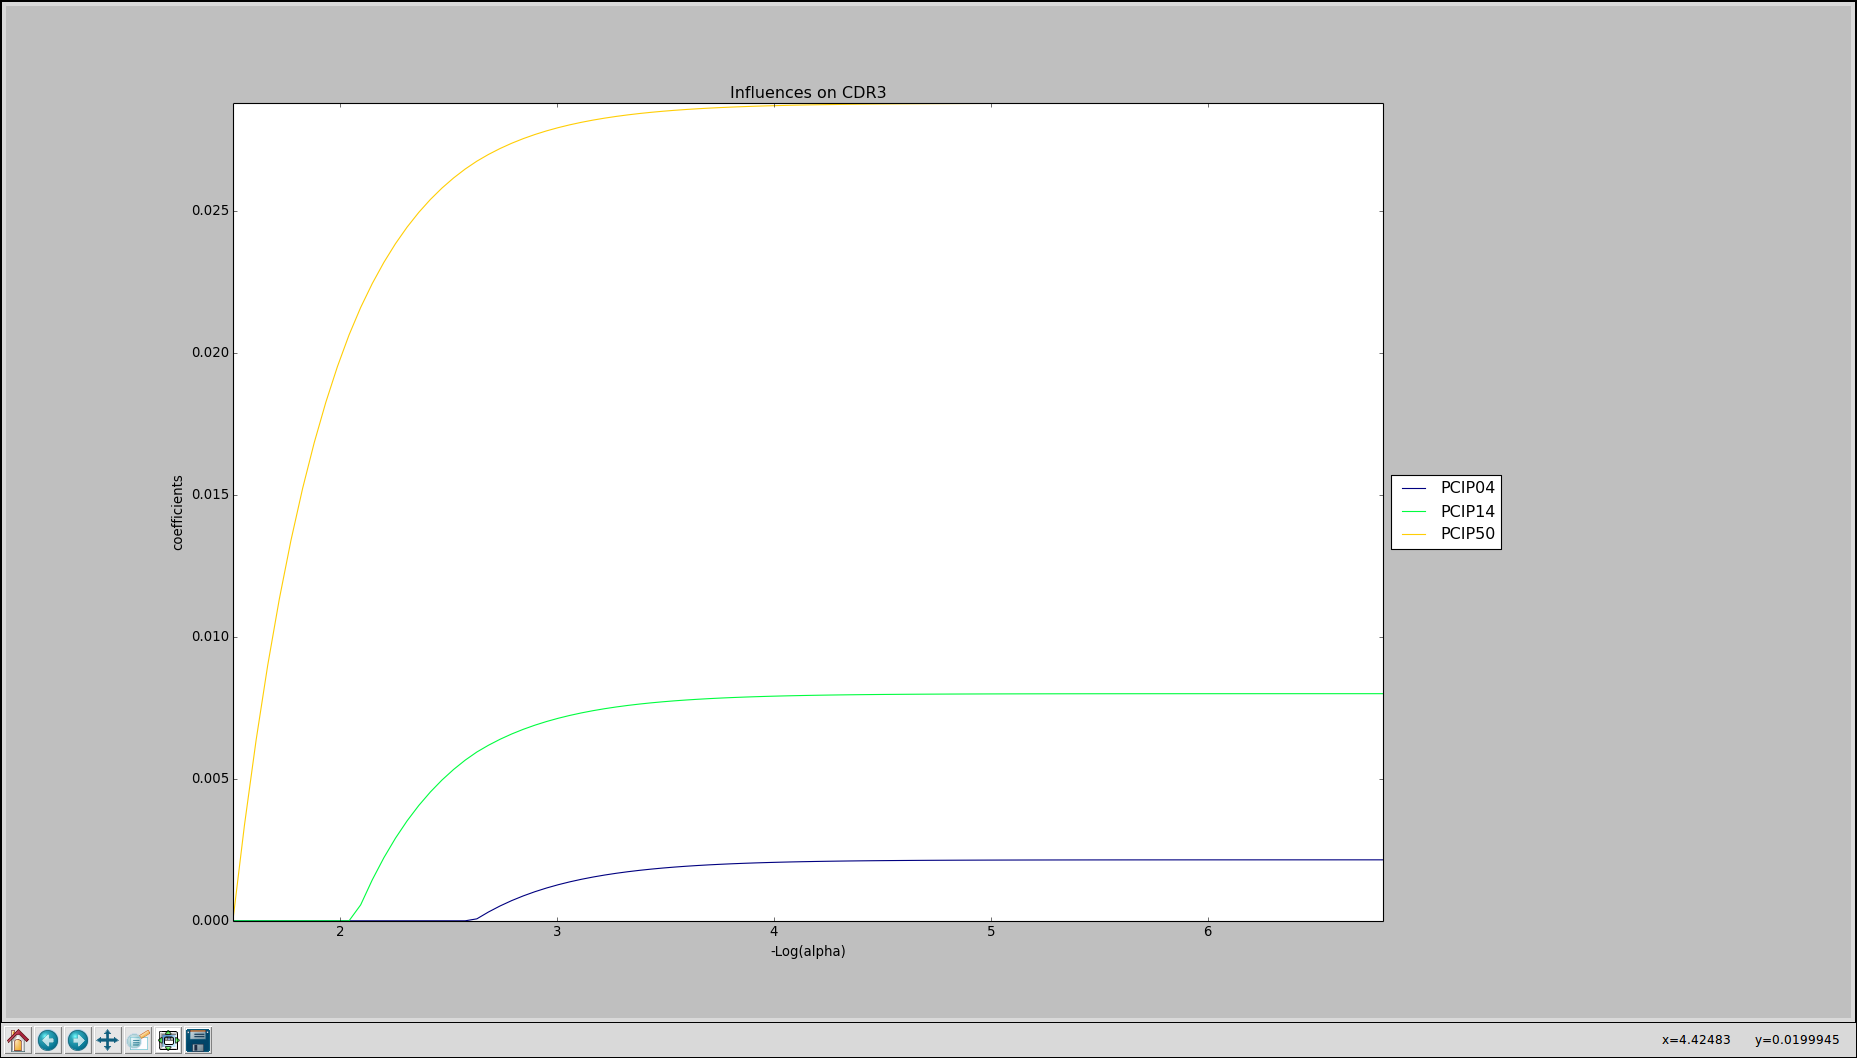 Influences on CDR3
0.025
0.020
0.015
0.010
0.005
0.000
coefficients
2 3 4 5 6
-Log(alpha)
PCIP04
PCIP14
PCIP50
x=4.42483 y=0.0199945